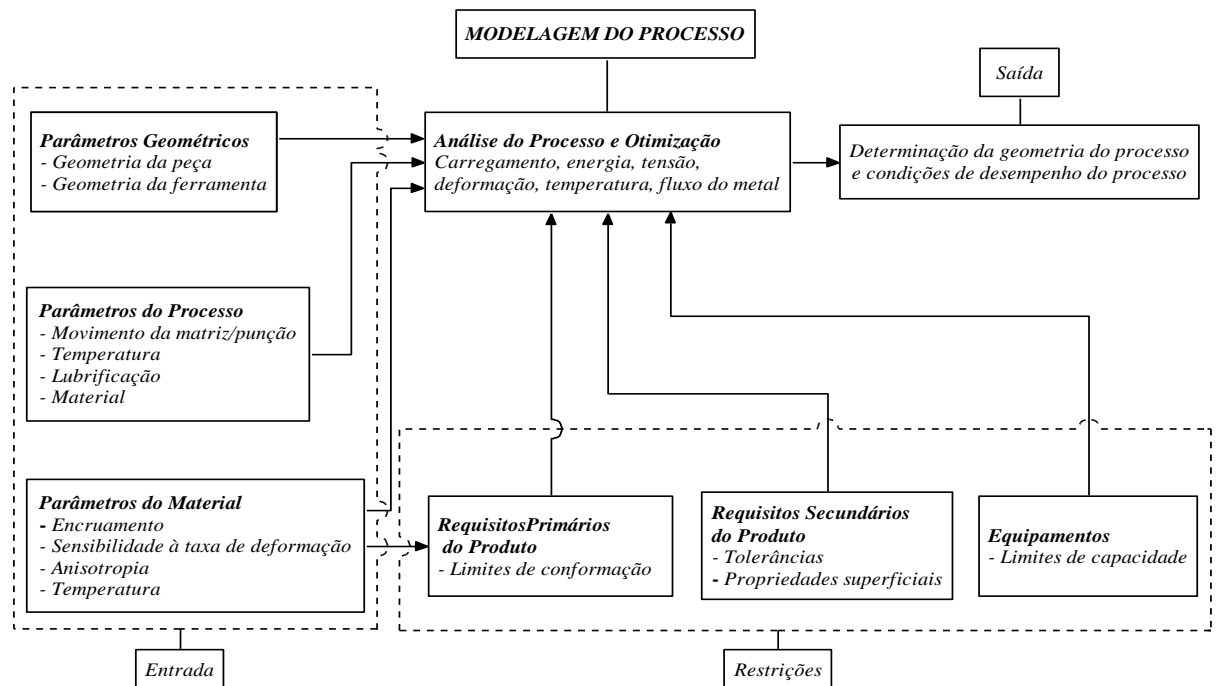 MODELAGEM DO PROCESSO
Saída
Parâmetros Geométricos
- Geometria da peça
- Geometria da ferramenta
Análise do Processo e Otimização
Carregamento, energia, tensão,
deformação, temperatura, fluxo do metal
Determinação da geometria do processo
e condições de desempenho do processo
Parâmetros do Processo
- Movimento da matriz/punção
- Temperatura
- Lubrificação
- Material
Parâmetros do Material
- Encruamento
- Sensibilidade à taxa de deformação
- Anisotropia
- Temperatura
RequisitosPrimários
do Produto
- Limites de conformação
Requisitos Secundários
do Produto
- Tolerâncias
- Propriedades superficiais
Equipamentos
- Limites de capacidade
Entrada
Restrições